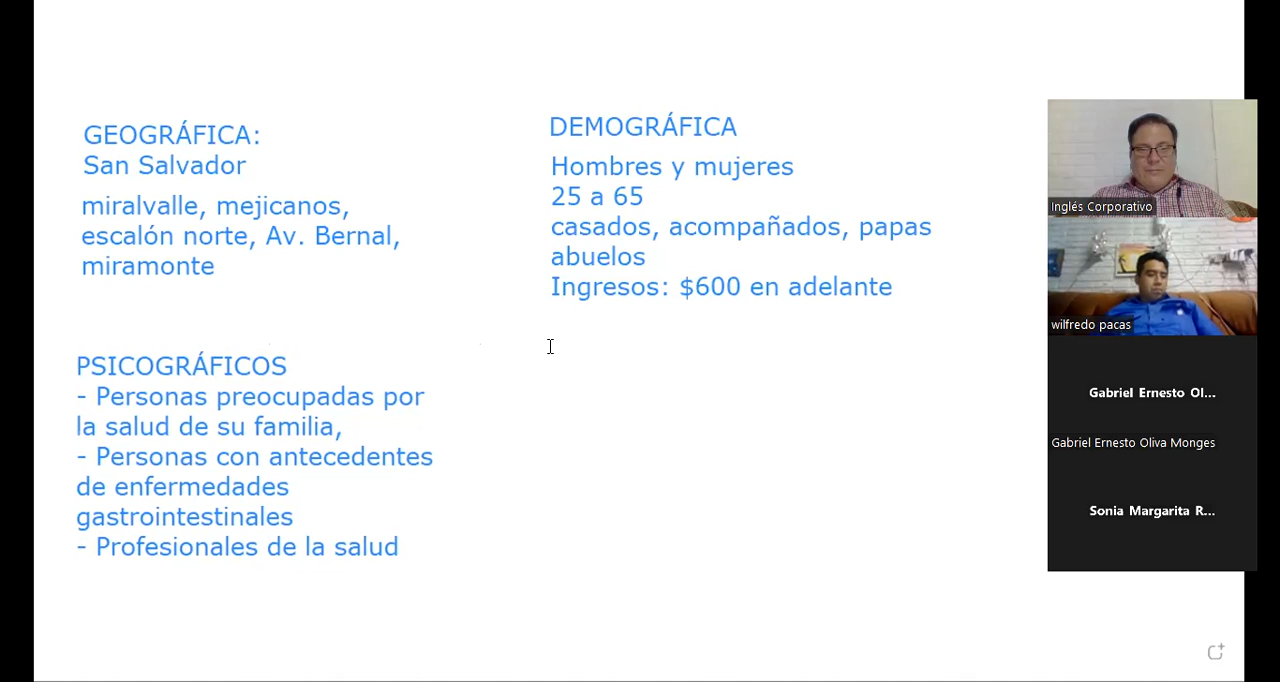 GEOGRÁFICA:
San Salvador
miralvalle, mejicanos,
escalón norte, Av. Bernal,
miramonte
DEMOGRÁFICA
Hombres y mujeres
25 a 65
casados, acompañados, papas
abuelos
Ingresos: $600 en adelante
PSICOGRÁFICOS
- Personas preocupadas por
la salud de su familia,
- Personas con antecedentes
de enfermedades
gastrointestinales
- Profesionales de la salud
Inglés Corporativo
wilfredo pacas
Gabriel Ernesto Ol...
Gabriel Ernesto Oliva Monges
Sonia Margarita R...